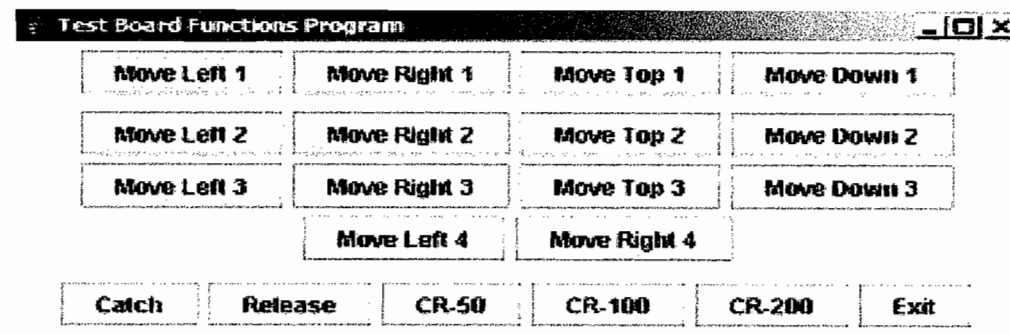 Test Board Functions Program
Move Left 1 Move Right 1 Move Top 1 Move Down 1
Move Left 2 Move Right 2 Move Top 2 Move Down 2
Move Left 3 Move Right 3 Move Top 3 Move Down 3
Move Left 4 Move Right 4
Catch Release CR-50 CR-100 CR-200 Exit